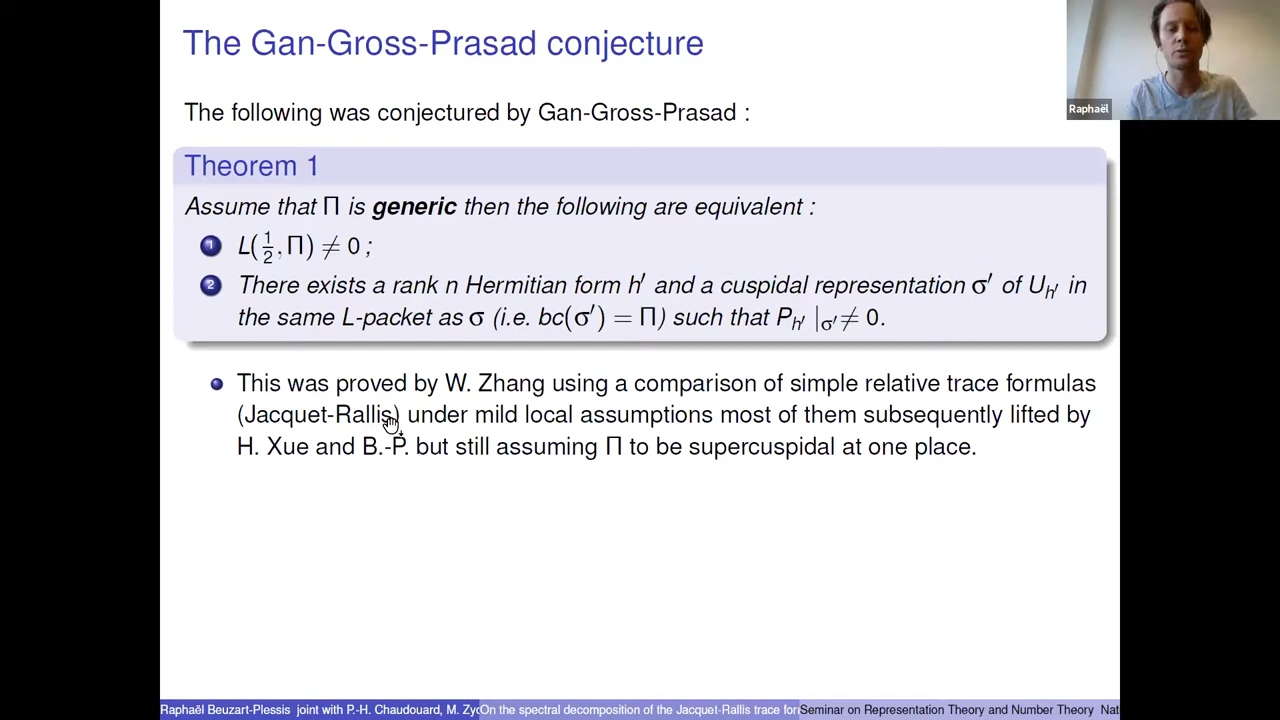 The Gan-Gross-Prasad conjecture
Raphaël
The following was conjectured by Gan-Gross-Prasad :
Theorem 1
Assume that Π is generic then the following are equivalent :
1 L(1/2, Π) ≠ 0 ;
2 There exists a rank n Hermitian form h′ and a cuspidal representation σ′ of U_h′ in
the same L-packet as σ (i.e. bc(σ′) = Π) such that P_h′ |_σ′ ≠ 0.
This was proved by W. Zhang using a comparison of simple relative trace formulas
(Jacquet-Rallis) under mild local assumptions most of them subsequently lifted by
H. Xue and B.-P. but still assuming Π to be supercuspidal at one place.
Raphaël Beuzart-Plessis joint with P.-H. Chaudouard, M. Zyd On the spectral decomposition of the Jacquet-Rallis trace for Seminar on Representation Theory and Number Theory Nat